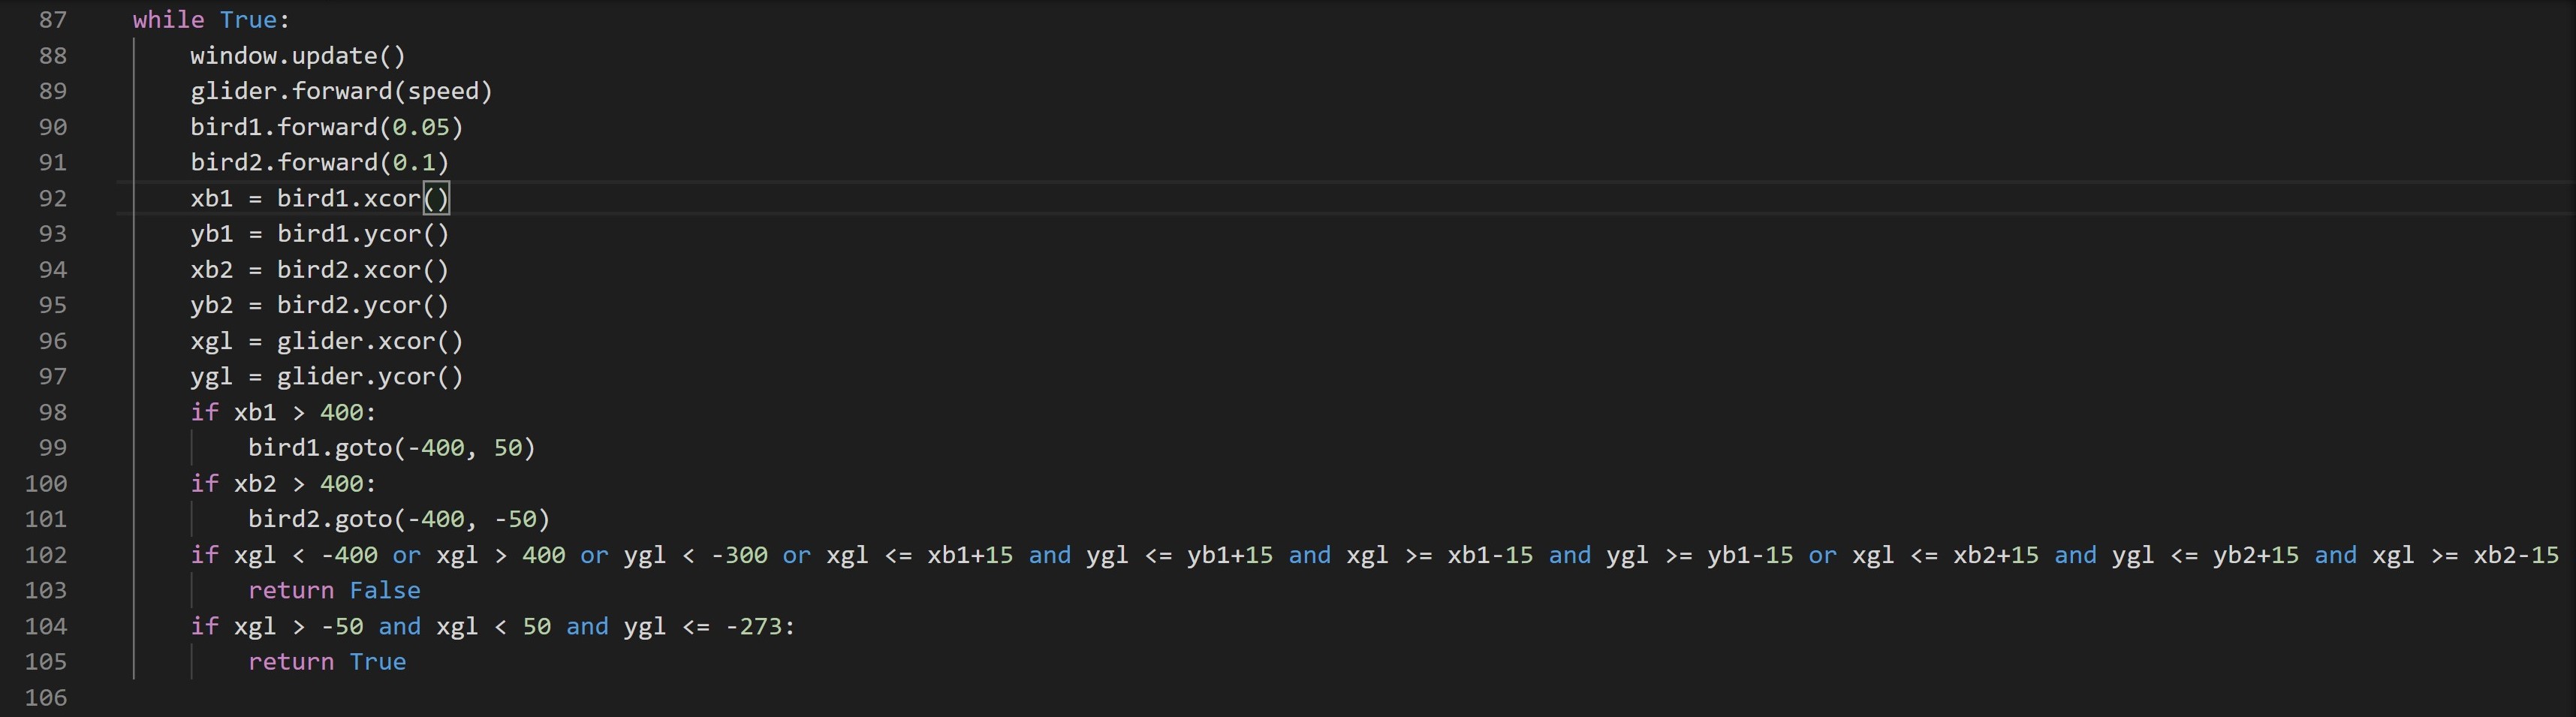 87 while True:
88 window.update()
89 glider.forward(speed)
90 bird1.forward(0.05)
91 bird2.forward(0.1)
92 xb1 = bird1.xcor()
93 yb1 = bird1.ycor()
94 xb2 = bird2.xcor()
95 yb2 = bird2.ycor()
96 xgl = glider.xcor()
97 ygl = glider.ycor()
98 if xb1 > 400:
99 bird1.goto(-400, 50)
100 if xb2 > 400:
101 bird2.goto(-400, -50)
102 if xgl < -400 or xgl > 400 or ygl < -300 or xgl <= xb1+15 and ygl <= yb1+15 and xgl >= xb1-15 and ygl >= yb1-15 or xgl <= xb2+15 and ygl <= yb2+15 and xgl >= xb2-15
103 return False
104 if xgl > -50 and xgl < 50 and ygl <= -273:
105 return True
106